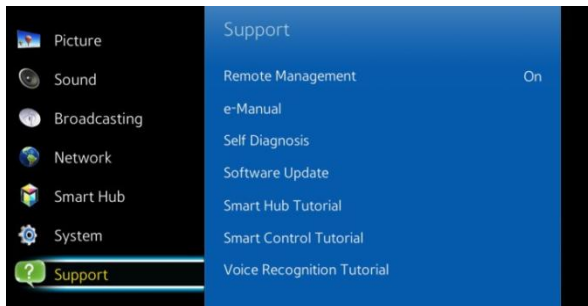 Picture
Sound
Broadcasting
Network
Smart Hub
System
Support
Support
Remote Management On
e-Manual
Self Diagnosis
Software Update
Smart Hub Tutorial
Smart Control Tutorial
Voice Recognition Tutorial